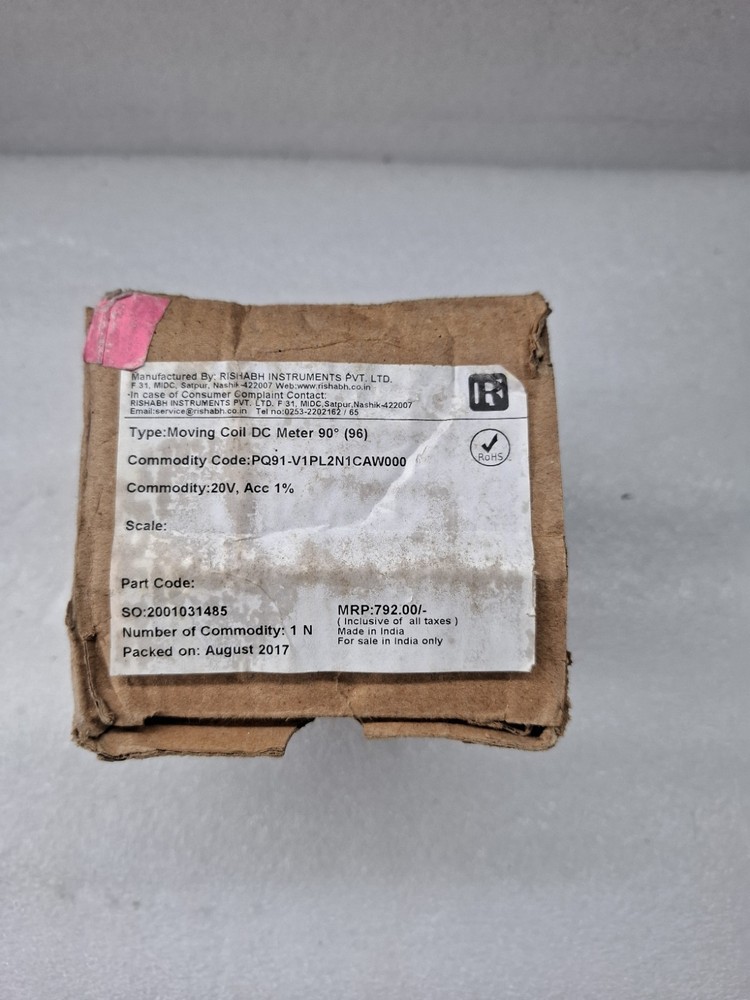 Manufactured By: RISHABH INSTRUMENTS PVT. LTD.
F 31, MIDC, Satpur, Nashik-422007 Web:www.rishabh.co.in
-In case of Consumer Complaint Contact:
RISHABH INSTRUMENTS PVT. LTD. F 31, MIDC,Satpur,Nashik-422007
Email:service@rishabh.co.in Tel no:0253-2202162 / 65
R
Type:Moving Coil DC Meter 90° (96)
RoHS
Commodity Code:PQ91-V1PL2N1CAW000
Commodity:20V, Acc 1%
Scale:
Part Code:
SO:2001031485
MRP:792.00/-
( Inclusive of all taxes )
Number of Commodity: 1 N
Made in India
For sale in India only
Packed on: August 2017